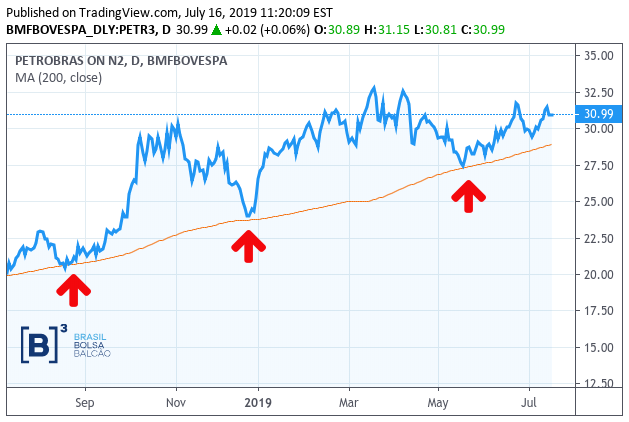 Published on TradingView.com, July 16, 2019 11:20:09 EST
BMFBOVESPA_DLY:PETR3, D 30.99 ▲ +0.02 (+0.06%) O:30.89 H:31.15 L:30.81 C:30.99
PETROBRAS ON N2, D, BMFBOVESPA
MA (200, close)
35.00
32.50
30.99
30.00
27.50
25.00
22.50
20.00
17.50
15.00
12.50
[B]³
BRASIL
BOLSA
BALCÃO
Sep Nov 2019 Mar May Jul